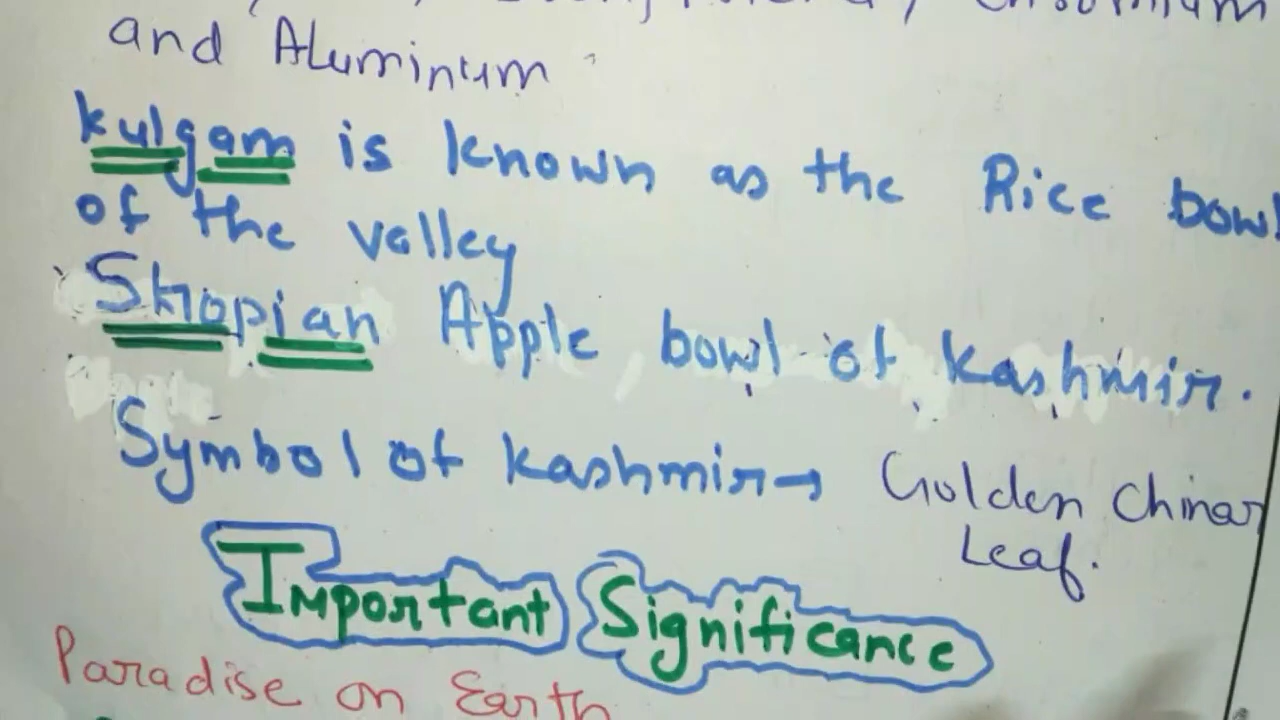 and Aluminium
kulgam is known as the Rice bowl
of the valley
Shopian Apple bowl of Kashmir.
Symbol of Kashmir → Golden Chinar
Leaf.
Important Significance
Paradise on Earth